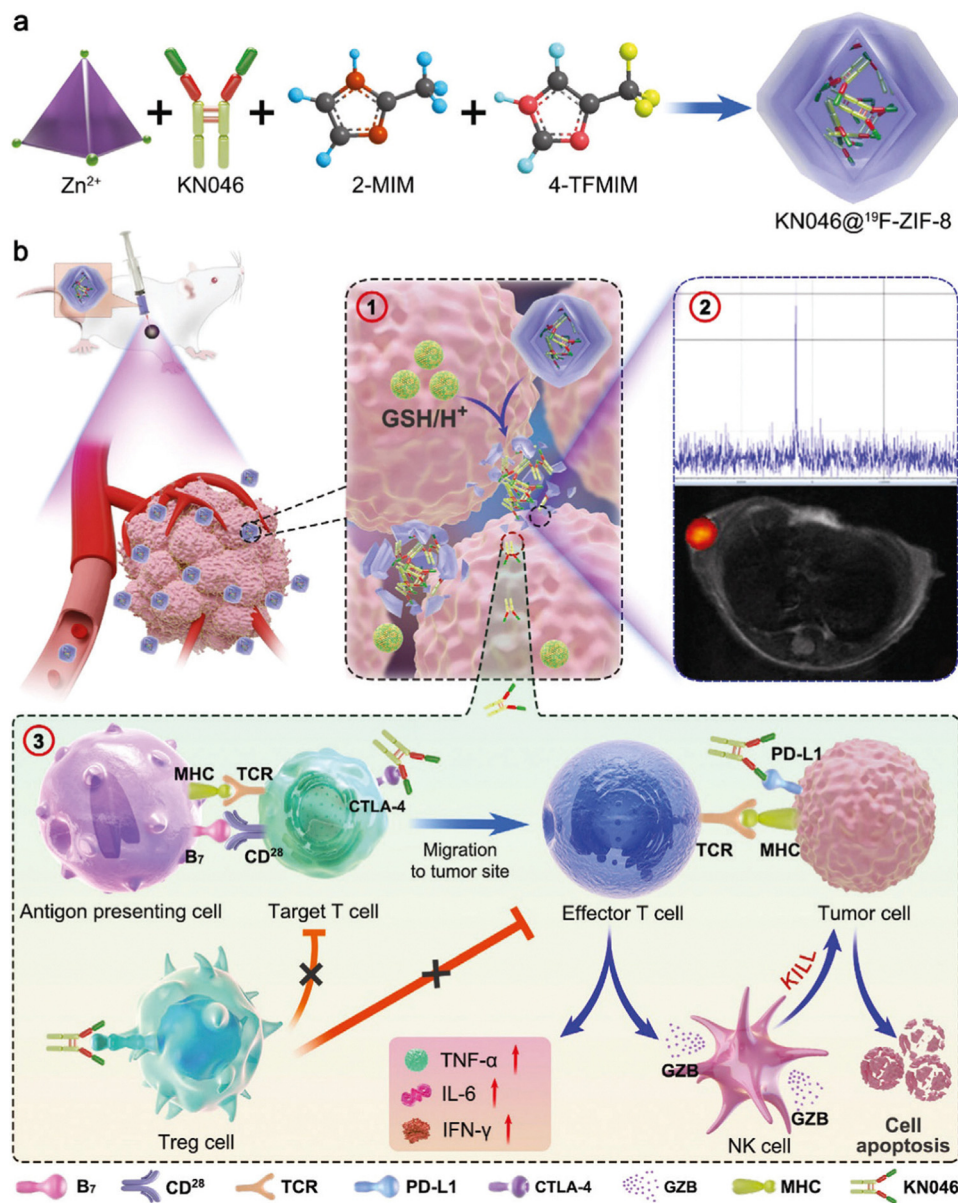 a
+ + + 
Zn2+ KN046 2-MIM 4-TFMIM KN046@19F-ZIF-8
b
1
GSH/H+
2
3
MHC TCR CTLA-4
B7 CD28
Antigon presenting cell Target T cell
Migration
to tumor site
PD-L1
TCR MHC
Effector T cell Tumor cell
Treg cell
TNF-α
IL-6
IFN-γ
KILL
GZB
GZB
NK cell
Cell
apoptosis
B7 CD28 TCR PD-L1 CTLA-4 GZB MHC KN046